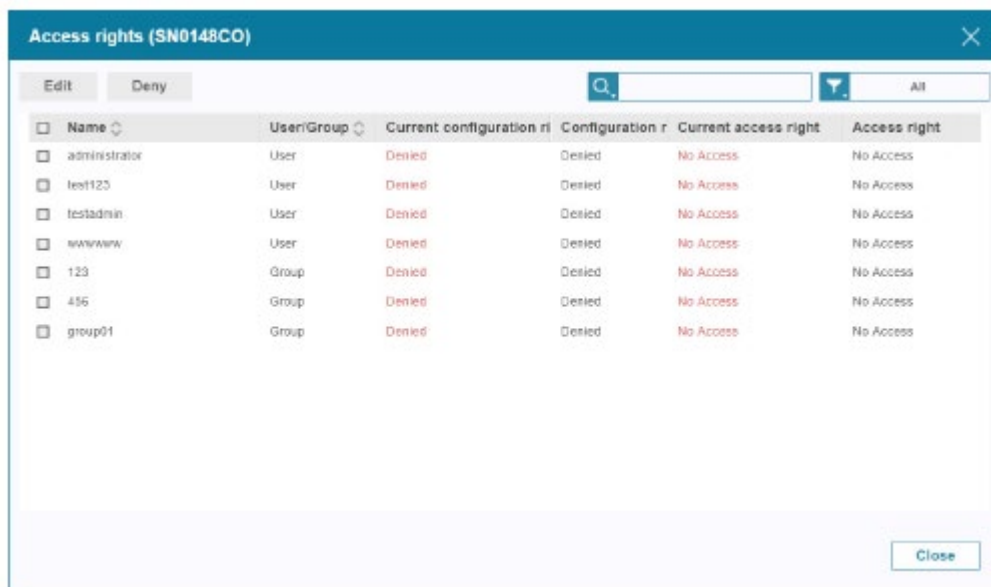 Access rights (SN0148CO)
Edit Deny All
Name User/Group Current configuration ri Configuration r Current access right Access right
administrator User Denied Denied No Access No Access
test123 User Denied Denied No Access No Access
testadmin User Denied Denied No Access No Access
wwwwww User Denied Denied No Access No Access
123 Group Denied Denied No Access No Access
456 Group Denied Denied No Access No Access
group01 Group Denied Denied No Access No Access
Close